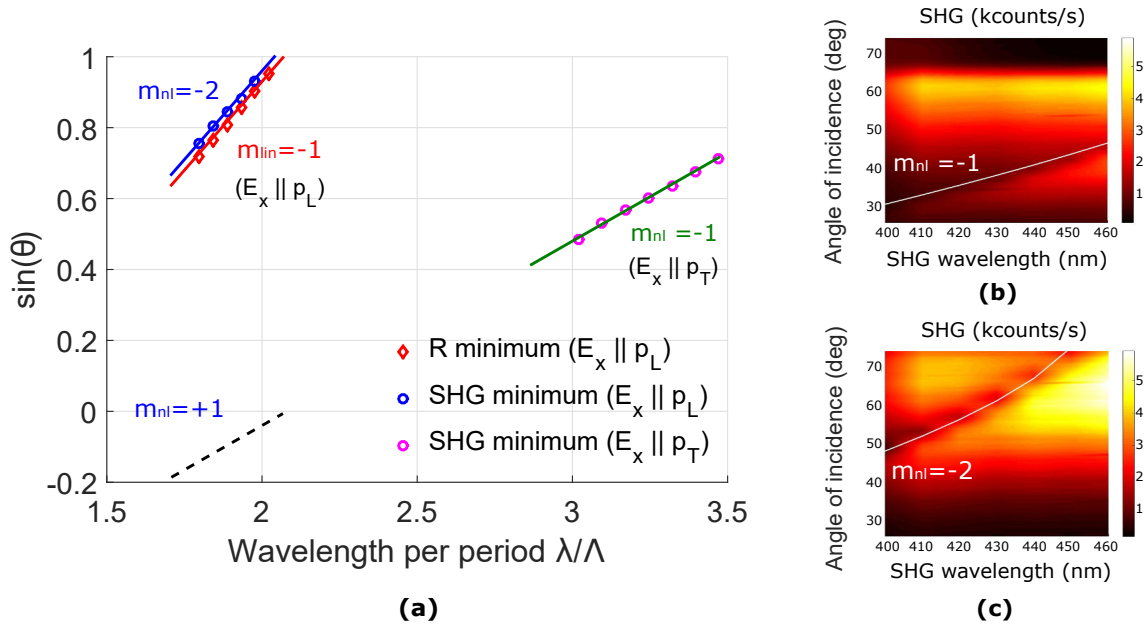 1
0.8
0.6
0.4
0.2
0
-0.2
1.5
2
2.5
3
3.5
sin(θ)
Wavelength per period λ/Λ
m_nl=-2
m_lin=-1
(E_x || p_L)
m_nl =-1
(E_x || p_T)
m_nl=+1
R minimum (E_x || p_L)
SHG minimum (E_x || p_L)
SHG minimum (E_x || p_T)
(a)
SHG (kcounts/s)
Angle of incidence (deg)
70
60
50
40
30
m_nl =-1
400 410 420 430 440 450 460
5
4
3
2
1
SHG wavelength (nm)
(b)
SHG (kcounts/s)
Angle of incidence (deg)
70
60
50
40
30
m_nl=-2
400 410 420 430 440 450 460
5
4
3
2
1
SHG wavelength (nm)
(c)